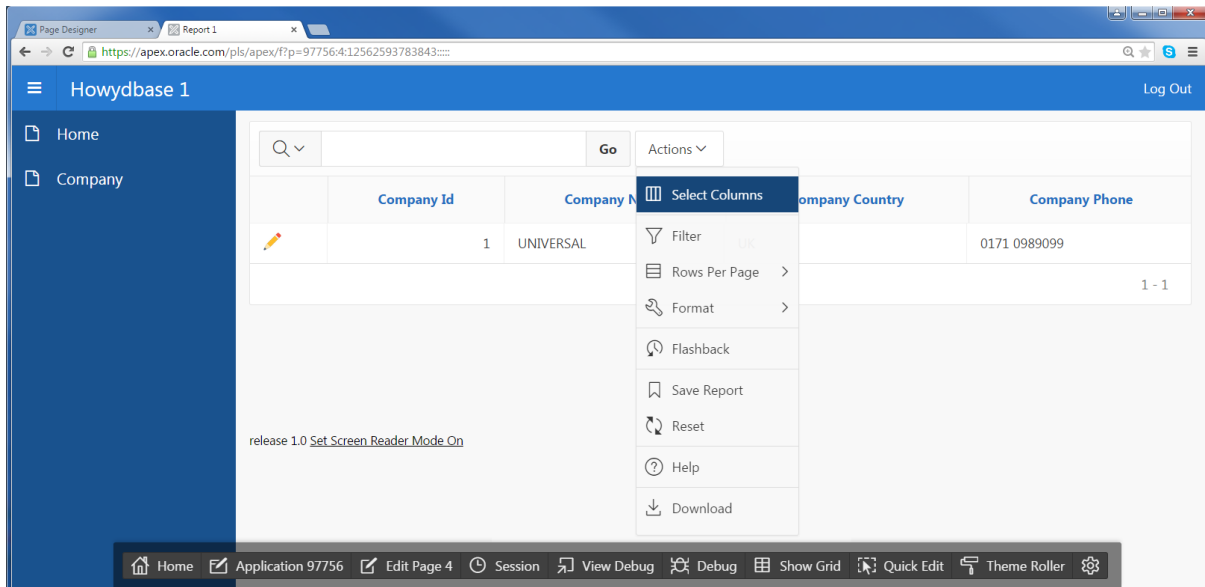 Page Designer
Report 1
https://apex.oracle.com/pls/apex/f?p=97756:4:12562593783843:::::
Howydbase 1
Log Out
Home
Company
Go
Actions
Company Id
Company N
ompany Country
Company Phone
1
UNIVERSAL
UK
0171 0989099
1 - 1
Select Columns
Filter
Rows Per Page
Format
Flashback
Save Report
Reset
Help
Download
release 1.0 Set Screen Reader Mode On
Home Application 97756 Edit Page 4 Session View Debug Debug Show Grid Quick Edit Theme Roller